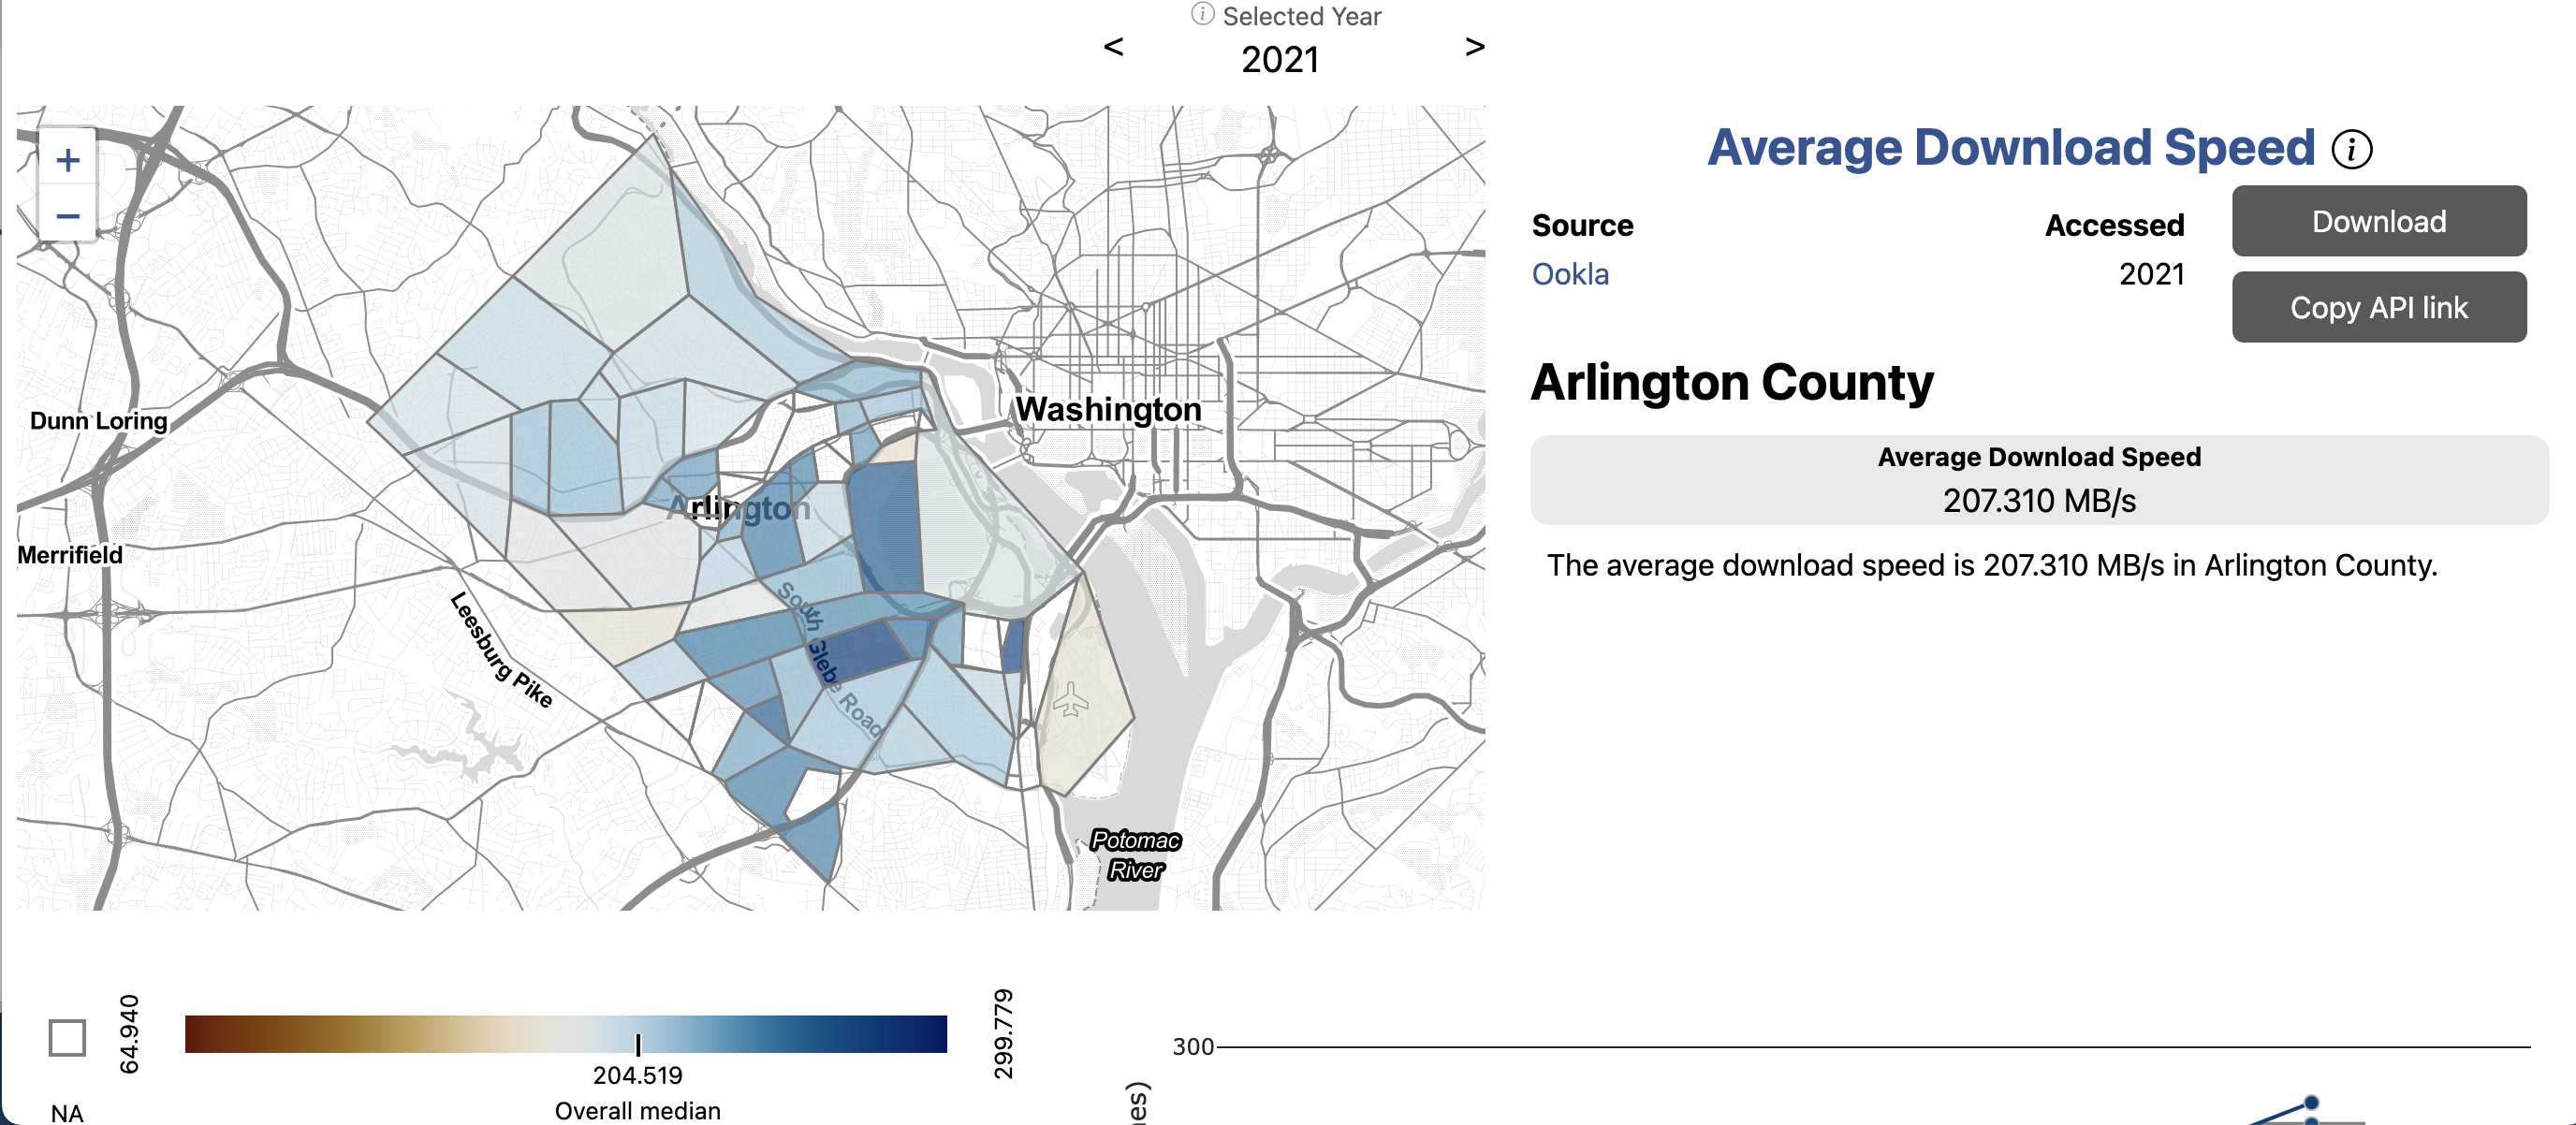 Selected Year
< 2021 >
+
−
Average Download Speed
Source
Accessed
Download
Ookla
2021
Copy API link
Arlington County
Average Download Speed
207.310 MB/s
The average download speed is 207.310 MB/s in Arlington County.
Washington
Dunn Loring
Arlington
Merrifield
South Glebe Road
Leesburg Pike
Potomac
River
64.940
299.779
204.519
NA
Overall median
300